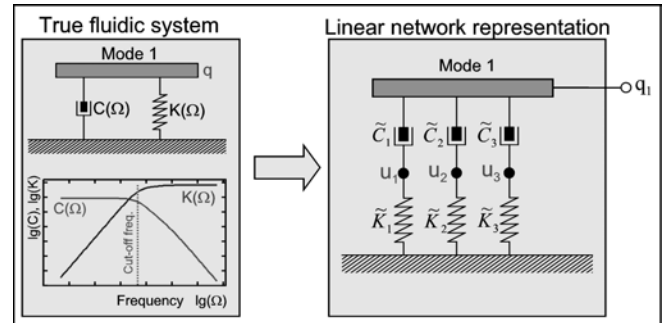 True fluidic system
Mode 1
q
C(Ω)
K(Ω)
lg(C), lg(K)
C(Ω)
K(Ω)
Cut-off freq.
Frequency lg(Ω)
Linear network representation
Mode 1
q₁
C̃₁ C̃₂ C̃₃
u₁ u₂ u₃
K̃₁ K̃₂ K̃₃